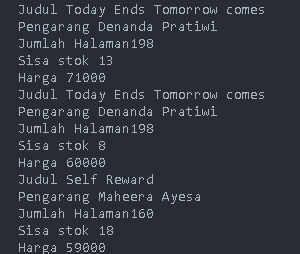 Judul Today Ends Tomorrow comes
Pengarang Denanda Pratiwi
Jumlah Halaman198
Sisa stok 13
Harga 71000
Judul Today Ends Tomorrow comes
Pengarang Denanda Pratiwi
Jumlah Halaman198
Sisa stok 8
Harga 60000
Judul Self Reward
Pengarang Maheera Ayesa
Jumlah Halaman160
Sisa stok 18
Harga 59000